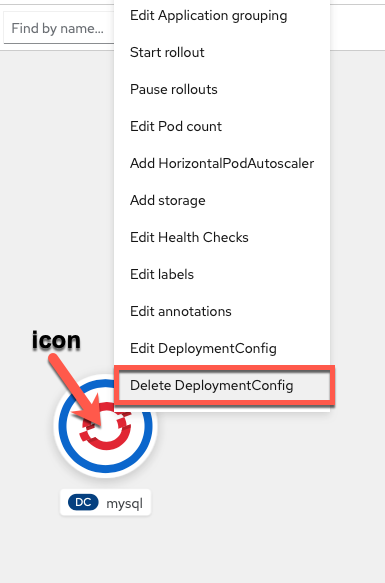 Edit Application grouping
Find by name...
Start rollout
Pause rollouts
Edit Pod count
Add HorizontalPodAutoscaler
Add storage
Edit Health Checks
Edit labels
Edit annotations
icon
Edit DeploymentConfig
Delete DeploymentConfig
DC mysql